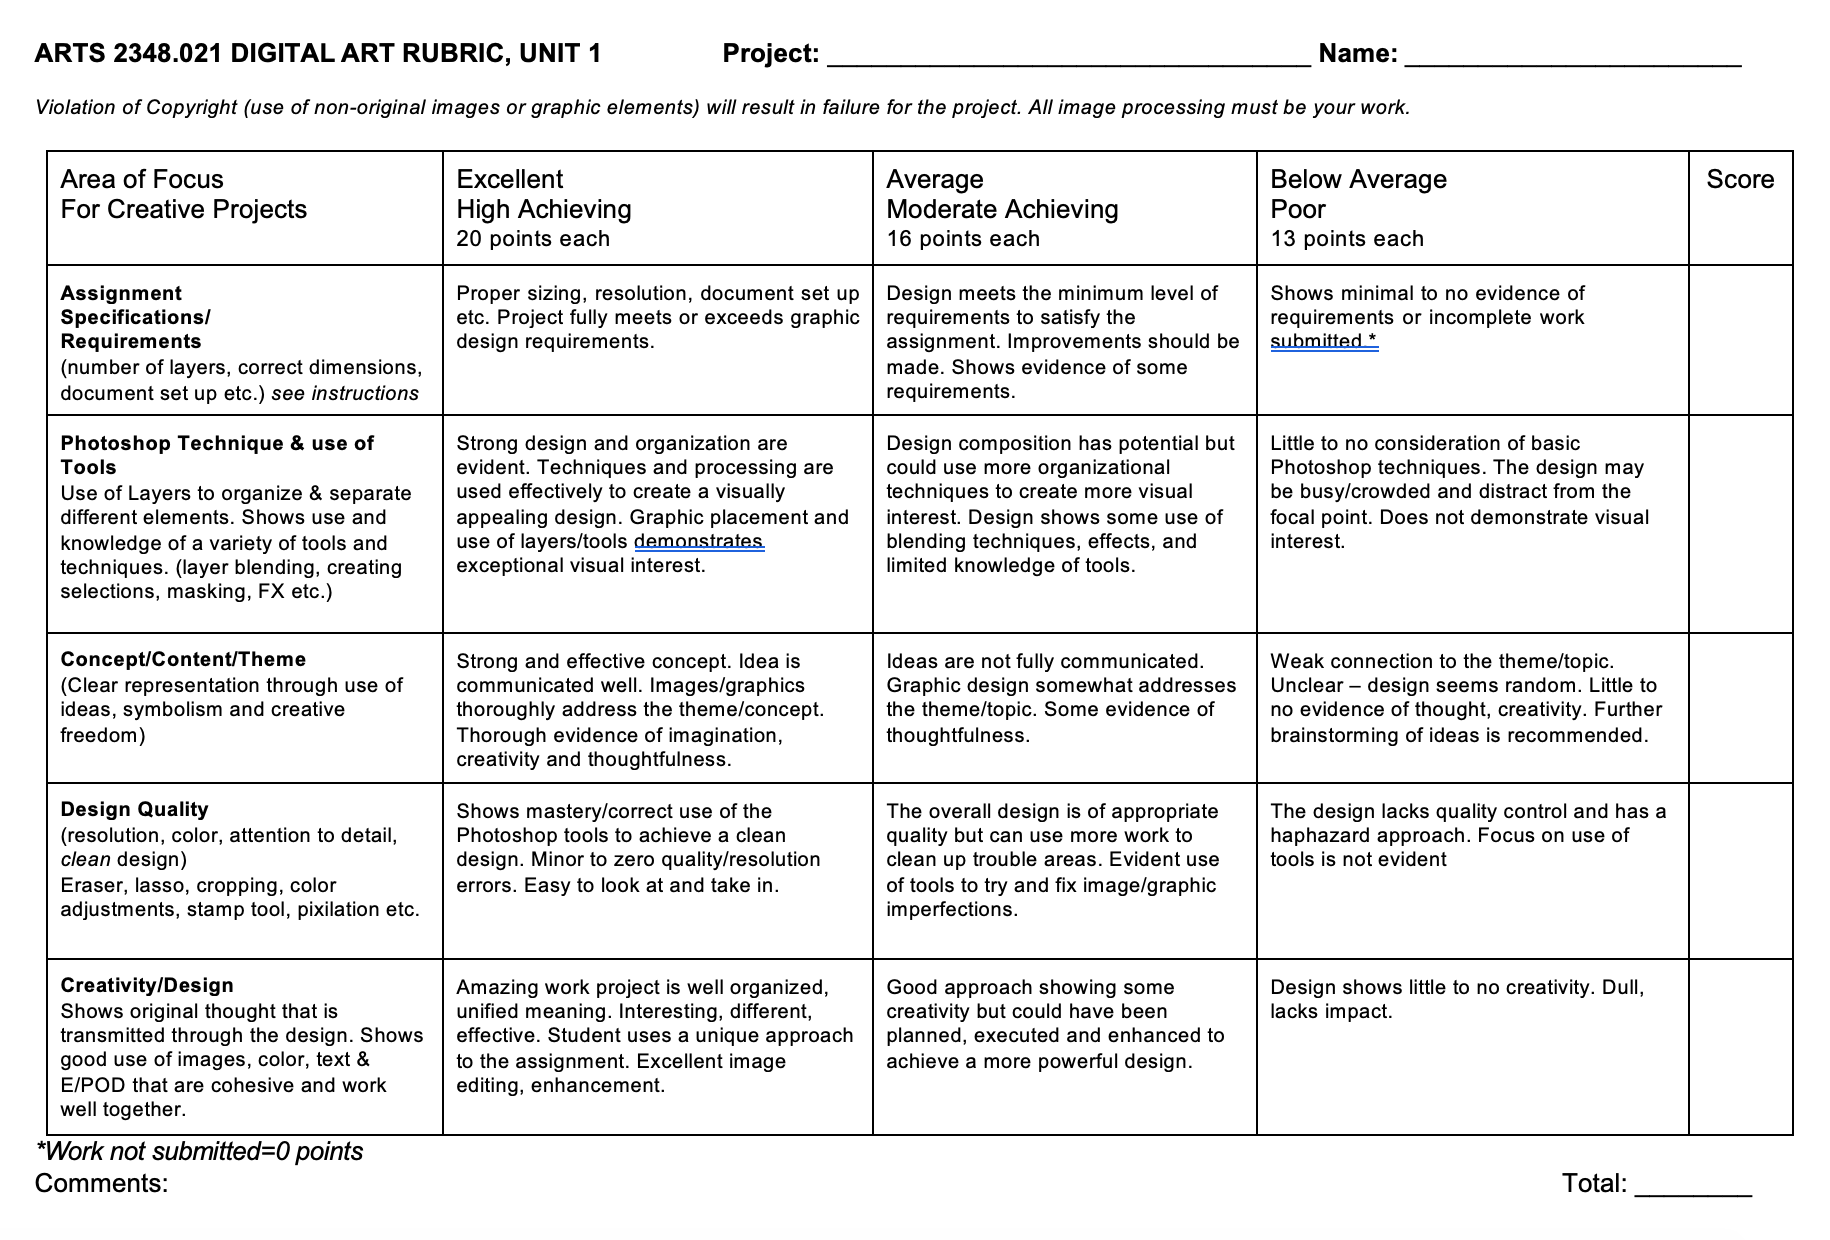 ARTS 2348.021 DIGITAL ART RUBRIC, UNIT 1 Project: _________________________________ Name: _______________________
Violation of Copyright (use of non-original images or graphic elements) will result in failure for the project. All image processing must be your work.
Area of Focus
For Creative Projects
Excellent
High Achieving
20 points each
Average
Moderate Achieving
16 points each
Below Average
Poor
13 points each
Score
Assignment
Specifications/
Requirements
(number of layers, correct dimensions,
document set up etc.) see instructions
Proper sizing, resolution, document set up
etc. Project fully meets or exceeds graphic
design requirements.
Design meets the minimum level of
requirements to satisfy the
assignment. Improvements should be
made. Shows evidence of some
requirements.
Shows minimal to no evidence of
requirements or incomplete work
submitted.*
Photoshop Technique & use of
Tools
Use of Layers to organize & separate
different elements. Shows use and
knowledge of a variety of tools and
techniques. (layer blending, creating
selections, masking, FX etc.)
Strong design and organization are
evident. Techniques and processing are
used effectively to create a visually
appealing design. Graphic placement and
use of layers/tools demonstrates
exceptional visual interest.
Design composition has potential but
could use more organizational
techniques to create more visual
interest. Design shows some use of
blending techniques, effects, and
limited knowledge of tools.
Little to no consideration of basic
Photoshop techniques. The design may
be busy/crowded and distract from the
focal point. Does not demonstrate visual
interest.
Concept/Content/Theme
(Clear representation through use of
ideas, symbolism and creative
freedom)
Strong and effective concept. Idea is
communicated well. Images/graphics
thoroughly address the theme/concept.
Thorough evidence of imagination,
creativity and thoughtfulness.
Ideas are not fully communicated.
Graphic design somewhat addresses
the theme/topic. Some evidence of
thoughtfulness.
Weak connection to the theme/topic.
Unclear – design seems random. Little to
no evidence of thought, creativity. Further
brainstorming of ideas is recommended.
Design Quality
(resolution, color, attention to detail,
clean design)
Eraser, lasso, cropping, color
adjustments, stamp tool, pixilation etc.
Shows mastery/correct use of the
Photoshop tools to achieve a clean
design. Minor to zero quality/resolution
errors. Easy to look at and take in.
The overall design is of appropriate
quality but can use more work to
clean up trouble areas. Evident use
of tools to try and fix image/graphic
imperfections.
The design lacks quality control and has a
haphazard approach. Focus on use of
tools is not evident
Creativity/Design
Shows original thought that is
transmitted through the design. Shows
good use of images, color, text &
E/POD that are cohesive and work
well together.
Amazing work project is well organized,
unified meaning. Interesting, different,
effective. Student uses a unique approach
to the assignment. Excellent image
editing, enhancement.
Good approach showing some
creativity but could have been
planned, executed and enhanced to
achieve a more powerful design.
Design shows little to no creativity. Dull,
lacks impact.
*Work not submitted=0 points
Comments: Total: ________